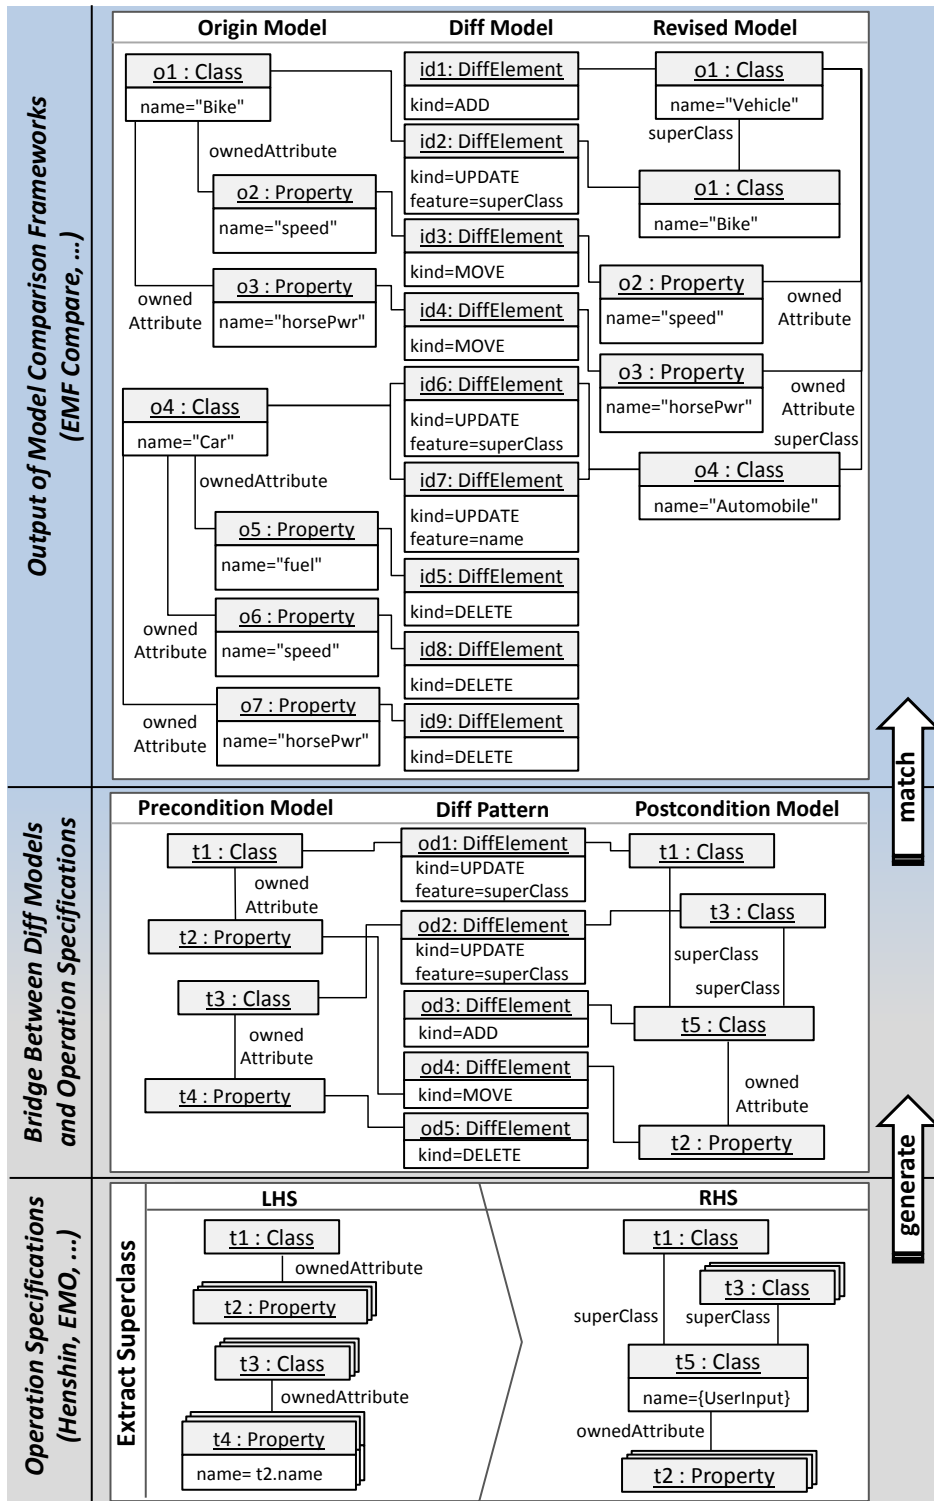 Output of Model Comparison Frameworks
(EMF Compare, ...)
Origin Model
Diff Model
Revised Model
o1 : Class
name="Bike"
ownedAttribute
o2 : Property
name="speed"
o3 : Property
name="horsePwr"
owned
Attribute
o4 : Class
name="Car"
ownedAttribute
o5 : Property
name="fuel"
o6 : Property
name="speed"
owned
Attribute
o7 : Property
name="horsePwr"
owned
Attribute
id1: DiffElement
kind=ADD
id2: DiffElement
kind=UPDATE
feature=superClass
id3: DiffElement
kind=MOVE
id4: DiffElement
kind=MOVE
id6: DiffElement
kind=UPDATE
feature=superClass
id7: DiffElement
kind=UPDATE
feature=name
id5: DiffElement
kind=DELETE
id8: DiffElement
kind=DELETE
id9: DiffElement
kind=DELETE
o1 : Class
name="Vehicle"
superClass
o1 : Class
name="Bike"
o2 : Property
name="speed"
owned
Attribute
o3 : Property
name="horsePwr"
owned
Attribute
superClass
o4 : Class
name="Automobile"
match
Bridge Between Diff Models
and Operation Specifications
Precondition Model
Diff Pattern
Postcondition Model
t1 : Class
owned
Attribute
t2 : Property
t3 : Class
owned
Attribute
t4 : Property
od1: DiffElement
kind=UPDATE
feature=superClass
od2: DiffElement
kind=UPDATE
feature=superClass
od3: DiffElement
kind=ADD
od4: DiffElement
kind=MOVE
od5: DiffElement
kind=DELETE
t1 : Class
t3 : Class
superClass
superClass
t5 : Class
owned
Attribute
t2 : Property
generate
Operation Specifications
(Henshin, EMO, ...)
Extract Superclass
LHS
RHS
t1 : Class
ownedAttribute
t2 : Property
t3 : Class
ownedAttribute
t4 : Property
name= t2.name
t1 : Class
t3 : Class
superClass
superClass
t5 : Class
name={UserInput}
ownedAttribute
t2 : Property